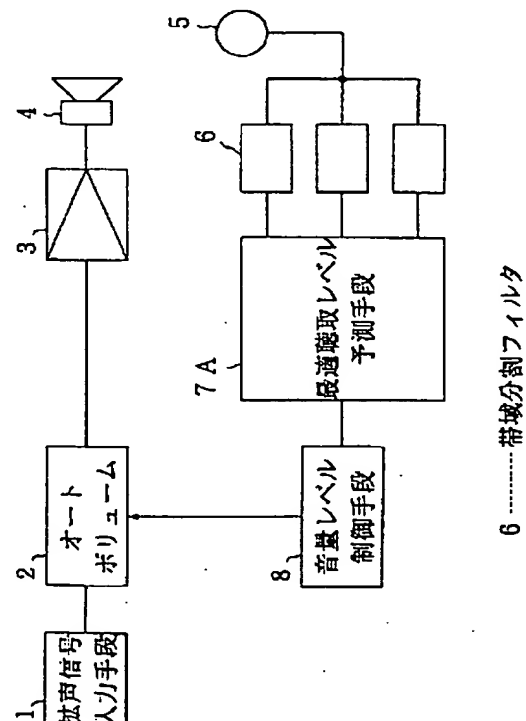 1
拡声信号
入力手段
2
オート
ボリューム
3
4
5
6
7A
最適聴取レベル
予測手段
8
音量レベル
制御手段
6 ---------- 帯域分割フィルタ